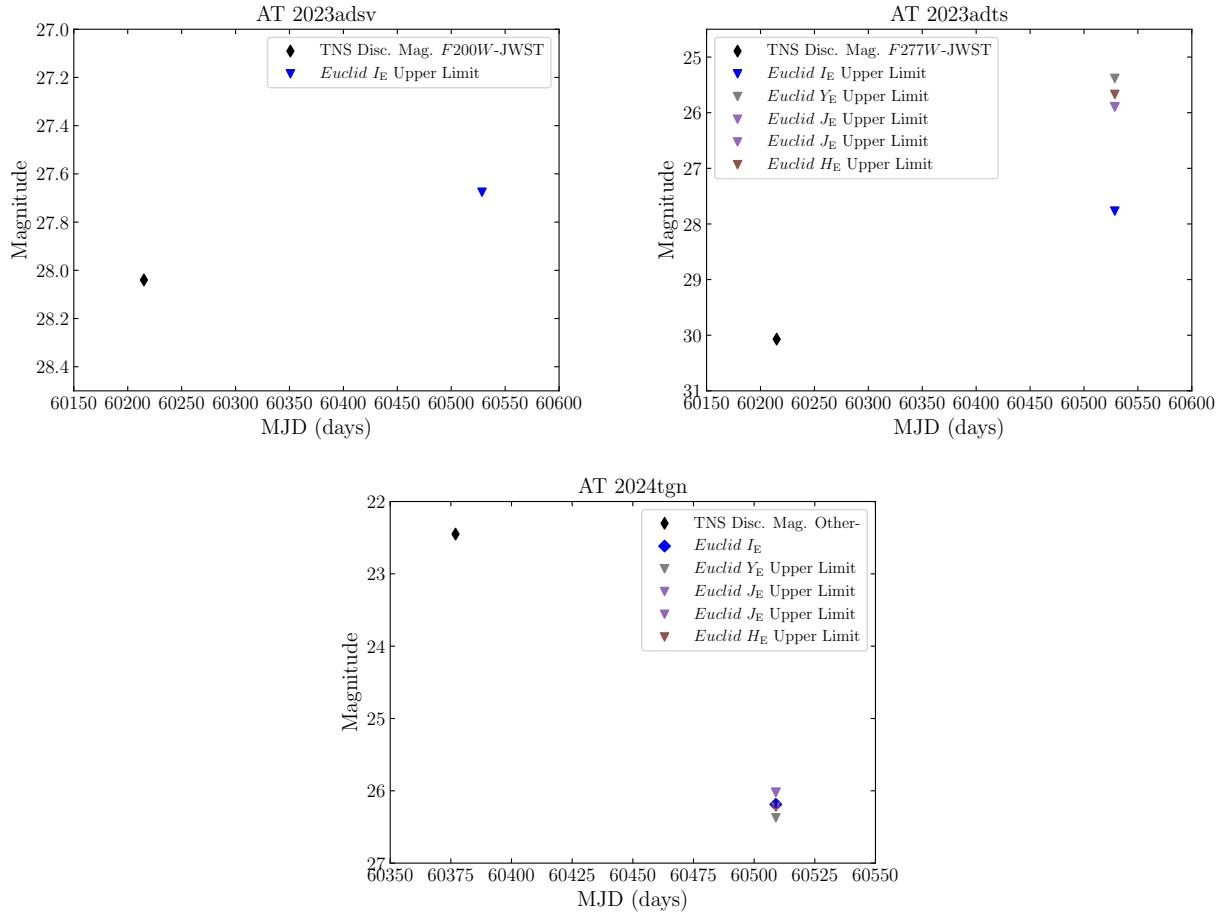 AT 2023adsv
27.0
27.2
27.4
27.6
27.8
28.0
28.2
28.4
Magnitude
TNS Disc. Mag. F200W-JWST
Euclid I_E Upper Limit
60150 60200 60250 60300 60350 60400 60450 60500 60550 60600
MJD (days)
AT 2023adts
25
26
27
28
29
30
31
Magnitude
TNS Disc. Mag. F277W-JWST
Euclid I_E Upper Limit
Euclid Y_E Upper Limit
Euclid J_E Upper Limit
Euclid J_E Upper Limit
Euclid H_E Upper Limit
60150 60200 60250 60300 60350 60400 60450 60500 60550 60600
MJD (days)
AT 2024tgn
22
23
24
25
26
27
Magnitude
TNS Disc. Mag. Other-
Euclid I_E
Euclid Y_E Upper Limit
Euclid J_E Upper Limit
Euclid J_E Upper Limit
Euclid H_E Upper Limit
60350 60375 60400 60425 60450 60475 60500 60525 60550
MJD (days)